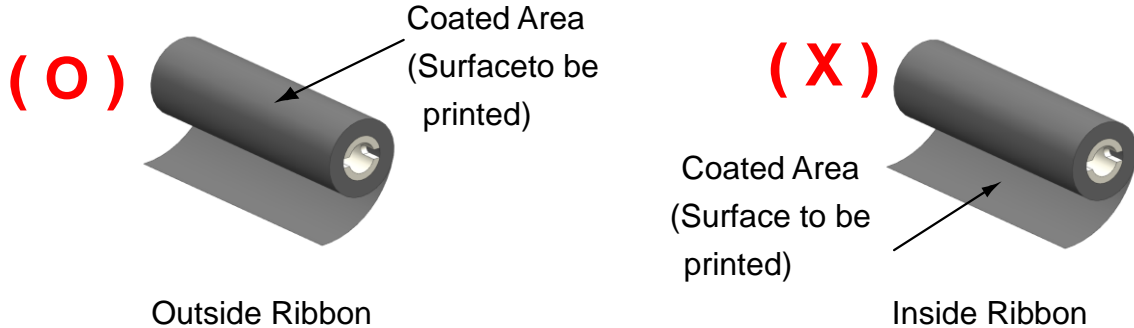 ( O )
Coated Area
(Surfaceto be
printed)
Outside Ribbon
( X )
Coated Area
(Surface to be
printed)
Inside Ribbon